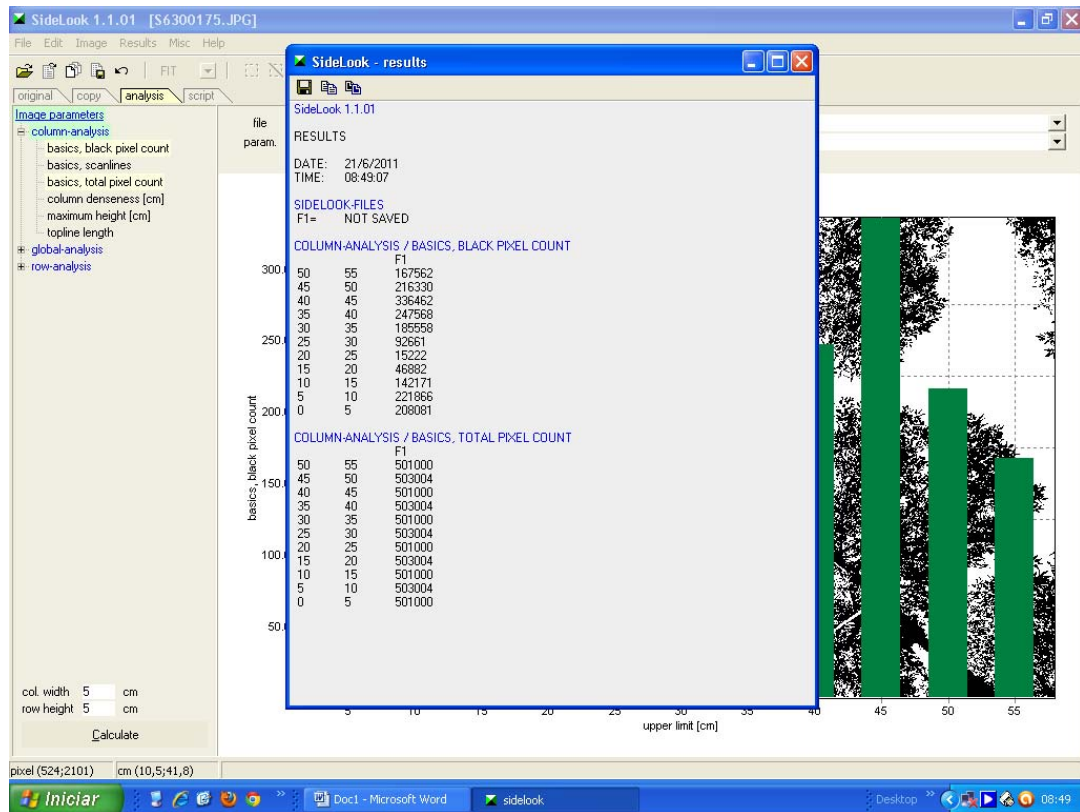 SideLook 1.1.01   [S6300175.JPG]
File Edit Image Results Misc Help
FIT
original copy analysis script
Image parameters
column-analysis
basics, black pixel count
basics, scanlines
basics, total pixel count
column denseness [cm]
maximum height [cm]
topline length
global-analysis
row-analysis
col. width 5 cm
row height 5 cm
Calculate
file
param.
SideLook - results
SideLook 1.1.01
RESULTS
DATE: 21/6/2011
TIME: 08:49:07
SIDELOOK-FILES
F1= NOT SAVED
COLUMN-ANALYSIS / BASICS, BLACK PIXEL COUNT
F1
50 55 167562
45 50 216330
40 45 336462
35 40 247568
30 35 185558
25 30 92661
20 25 15222
15 20 46882
10 15 142171
5 10 221866
0 5 208081
COLUMN-ANALYSIS / BASICS, TOTAL PIXEL COUNT
F1
50 55 501000
45 50 503004
40 45 501000
35 40 503004
30 35 501000
25 30 503004
20 25 501000
15 20 503004
10 15 501000
5 10 503004
0 5 501000
basics, black pixel count
300.
250.
200.
150.
100.
50.
5 10 15 20 25 30 35 40 45 50 55
upper limit [cm]
pixel (524;2101) cm (10,5;41,8)
Iniciar
Doc1 - Microsoft Word
sidelook
Desktop
08:49